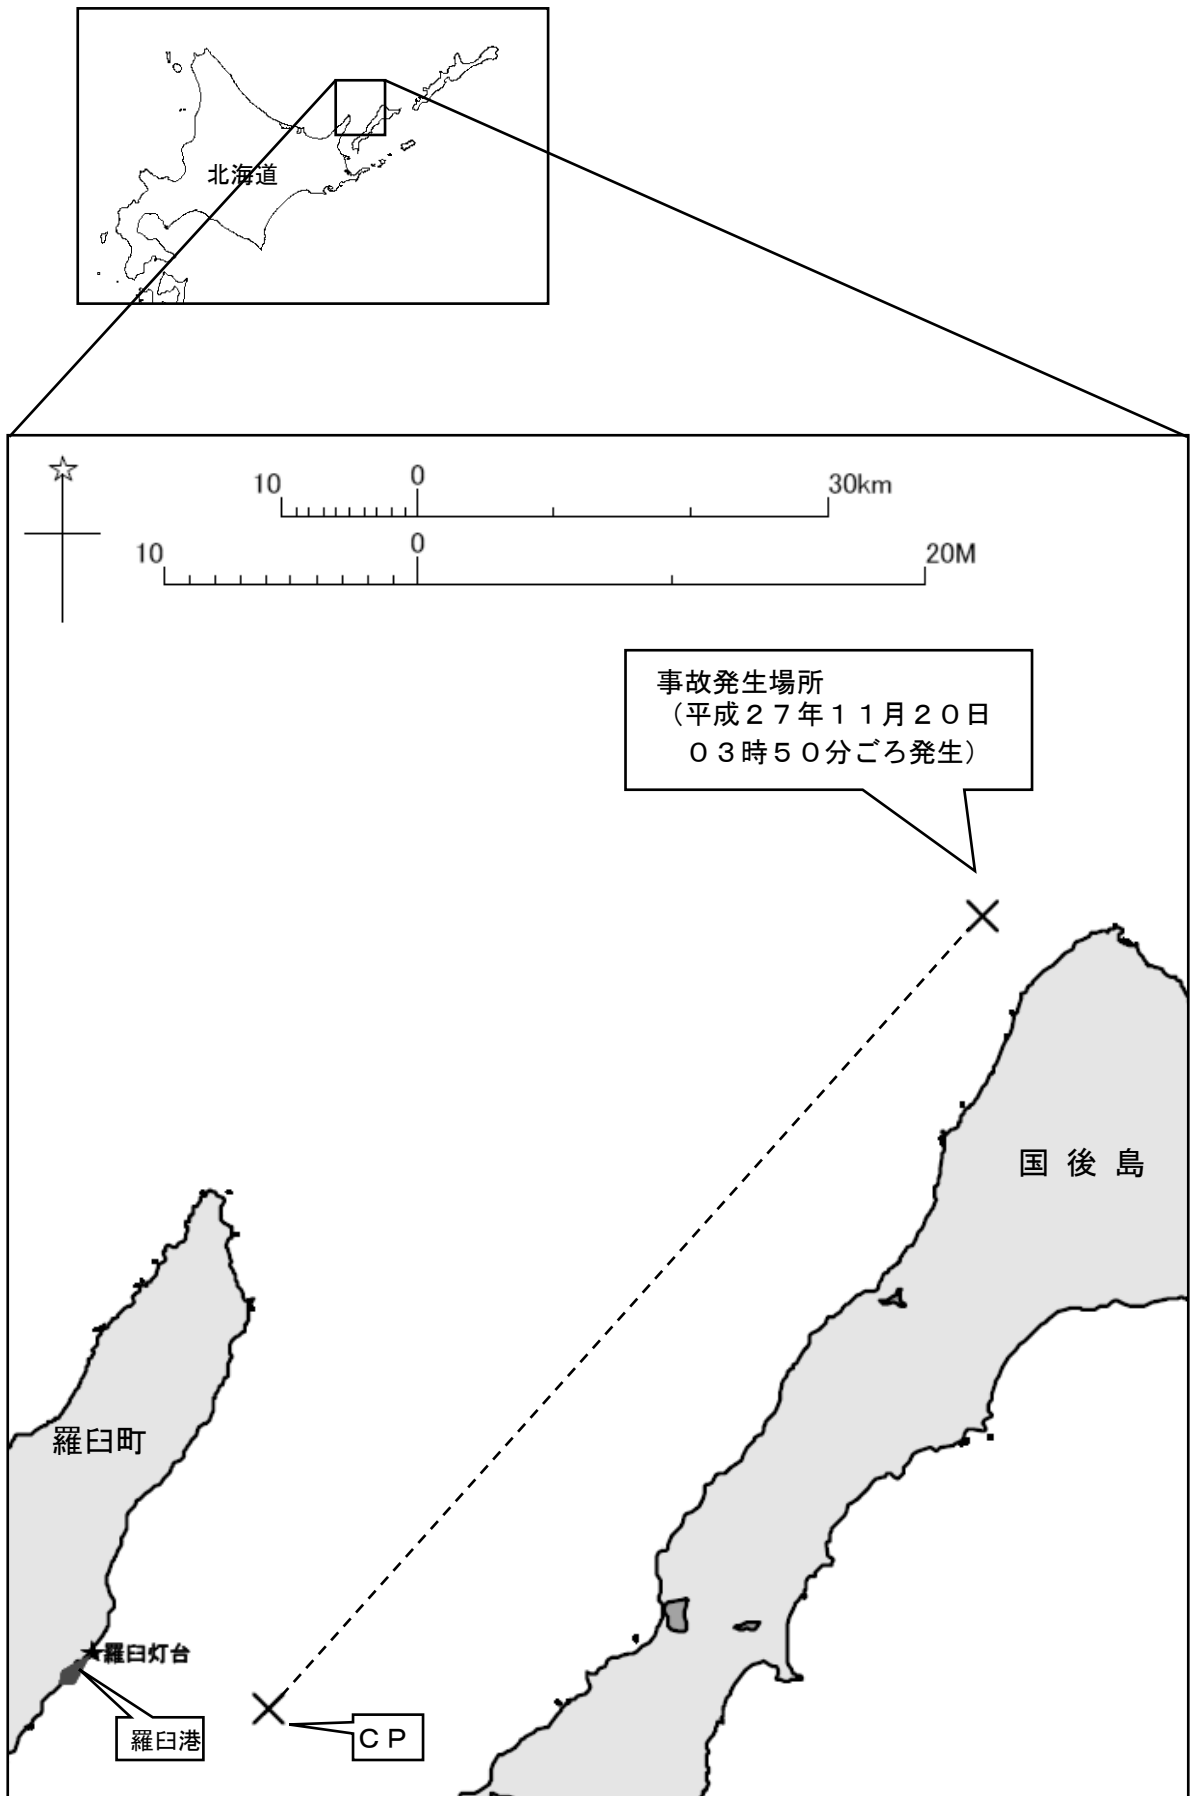 北海道
10 0 30km
10 0 20M
事故発生場所
（平成２７年１１月２０日
０３時５０分ごろ発生）
国後島
羅臼町
★羅臼灯台
羅臼港
ＣＰ